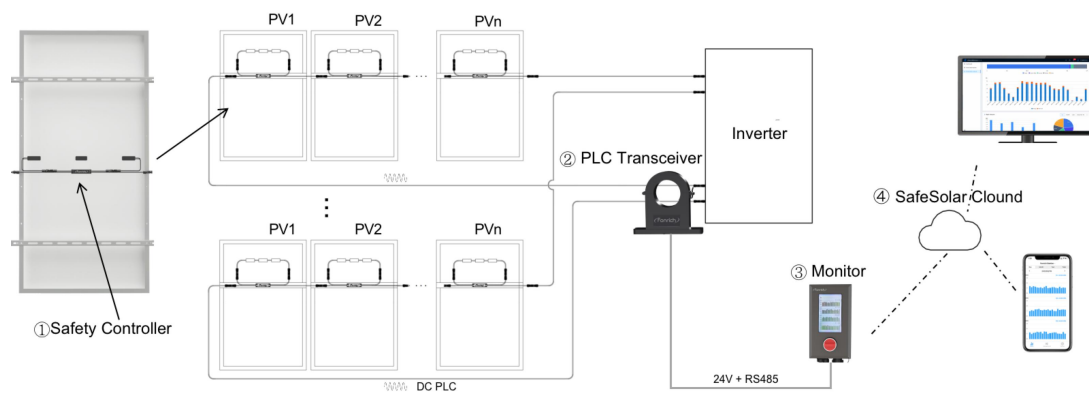 PV1
PV2
PVn
② PLC Transceiver
Inverter
④ SafeSolar Clound
PV1
PV2
PVn
③ Monitor
①Safety Controller
DC PLC
24V + RS485